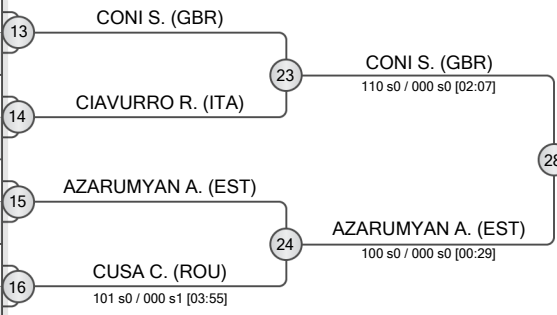 CONI S. (GBR)
13
23
CONI S. (GBR)
110 s0 / 000 s0 [02:07]
CIAVURRO R. (ITA)
14
28
AZARUMYAN A. (EST)
15
24
AZARUMYAN A. (EST)
100 s0 / 000 s0 [00:29]
CUSA C. (ROU)
16
101 s0 / 000 s1 [03:55]